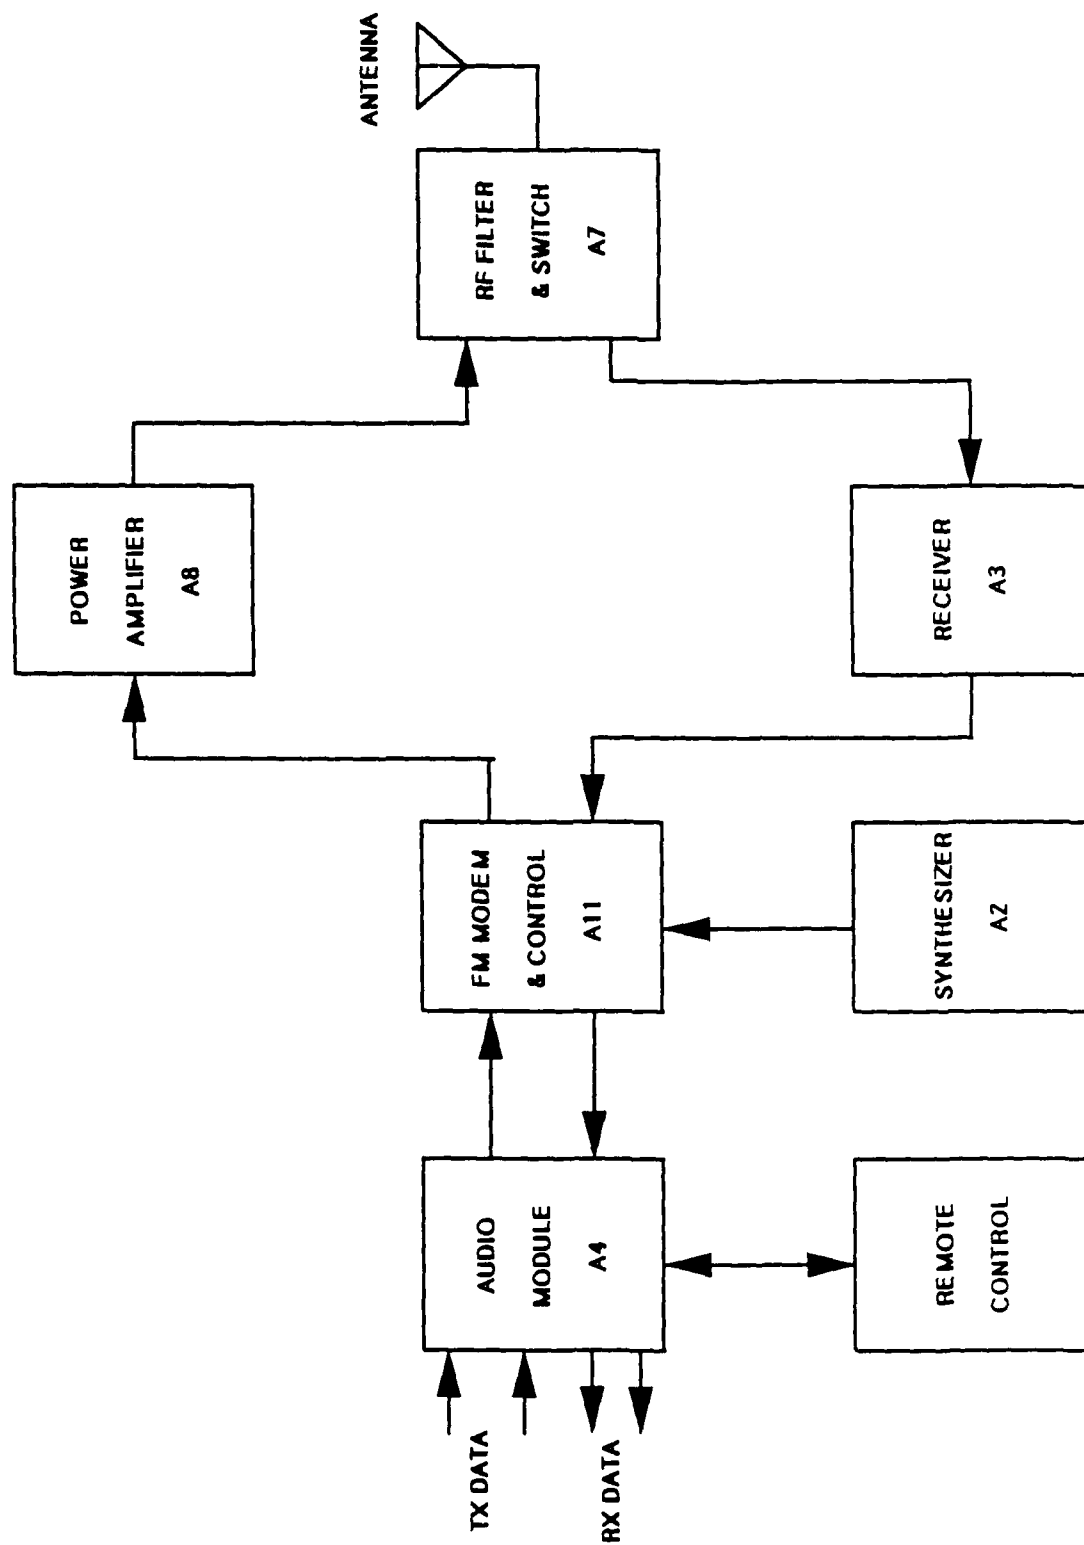 POWER
AMPLIFIER
A8
ANTENNA
TX DATA
RX DATA
AUDIO
MODULE
A4
FM MODEM
& CONTROL
A11
RF FILTER
& SWITCH
A7
REMOTE
CONTROL
SYNTHESIZER
A2
RECEIVER
A3